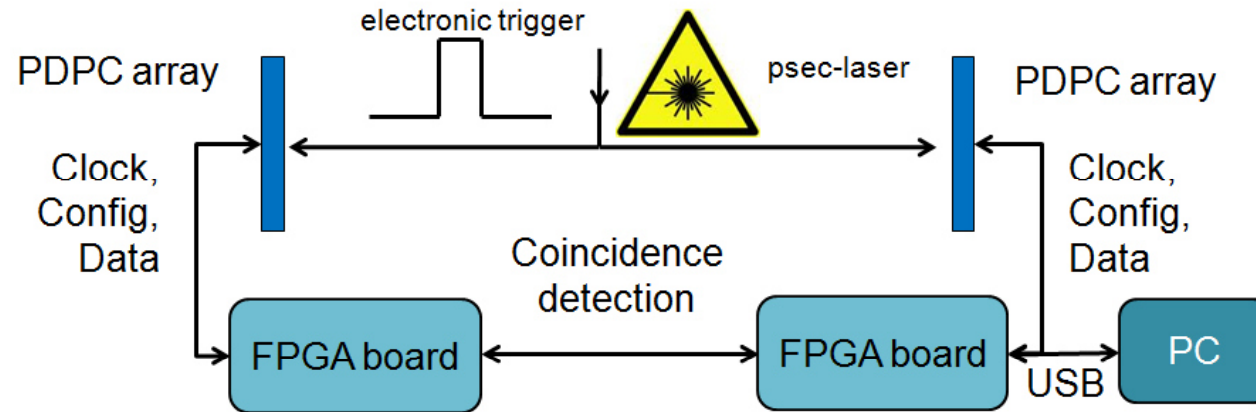 electronic trigger
PDPC array
psec-laser
PDPC array
Clock,
Config,
Data
Clock,
Config,
Data
Coincidence
detection
FPGA board
FPGA board
USB
PC